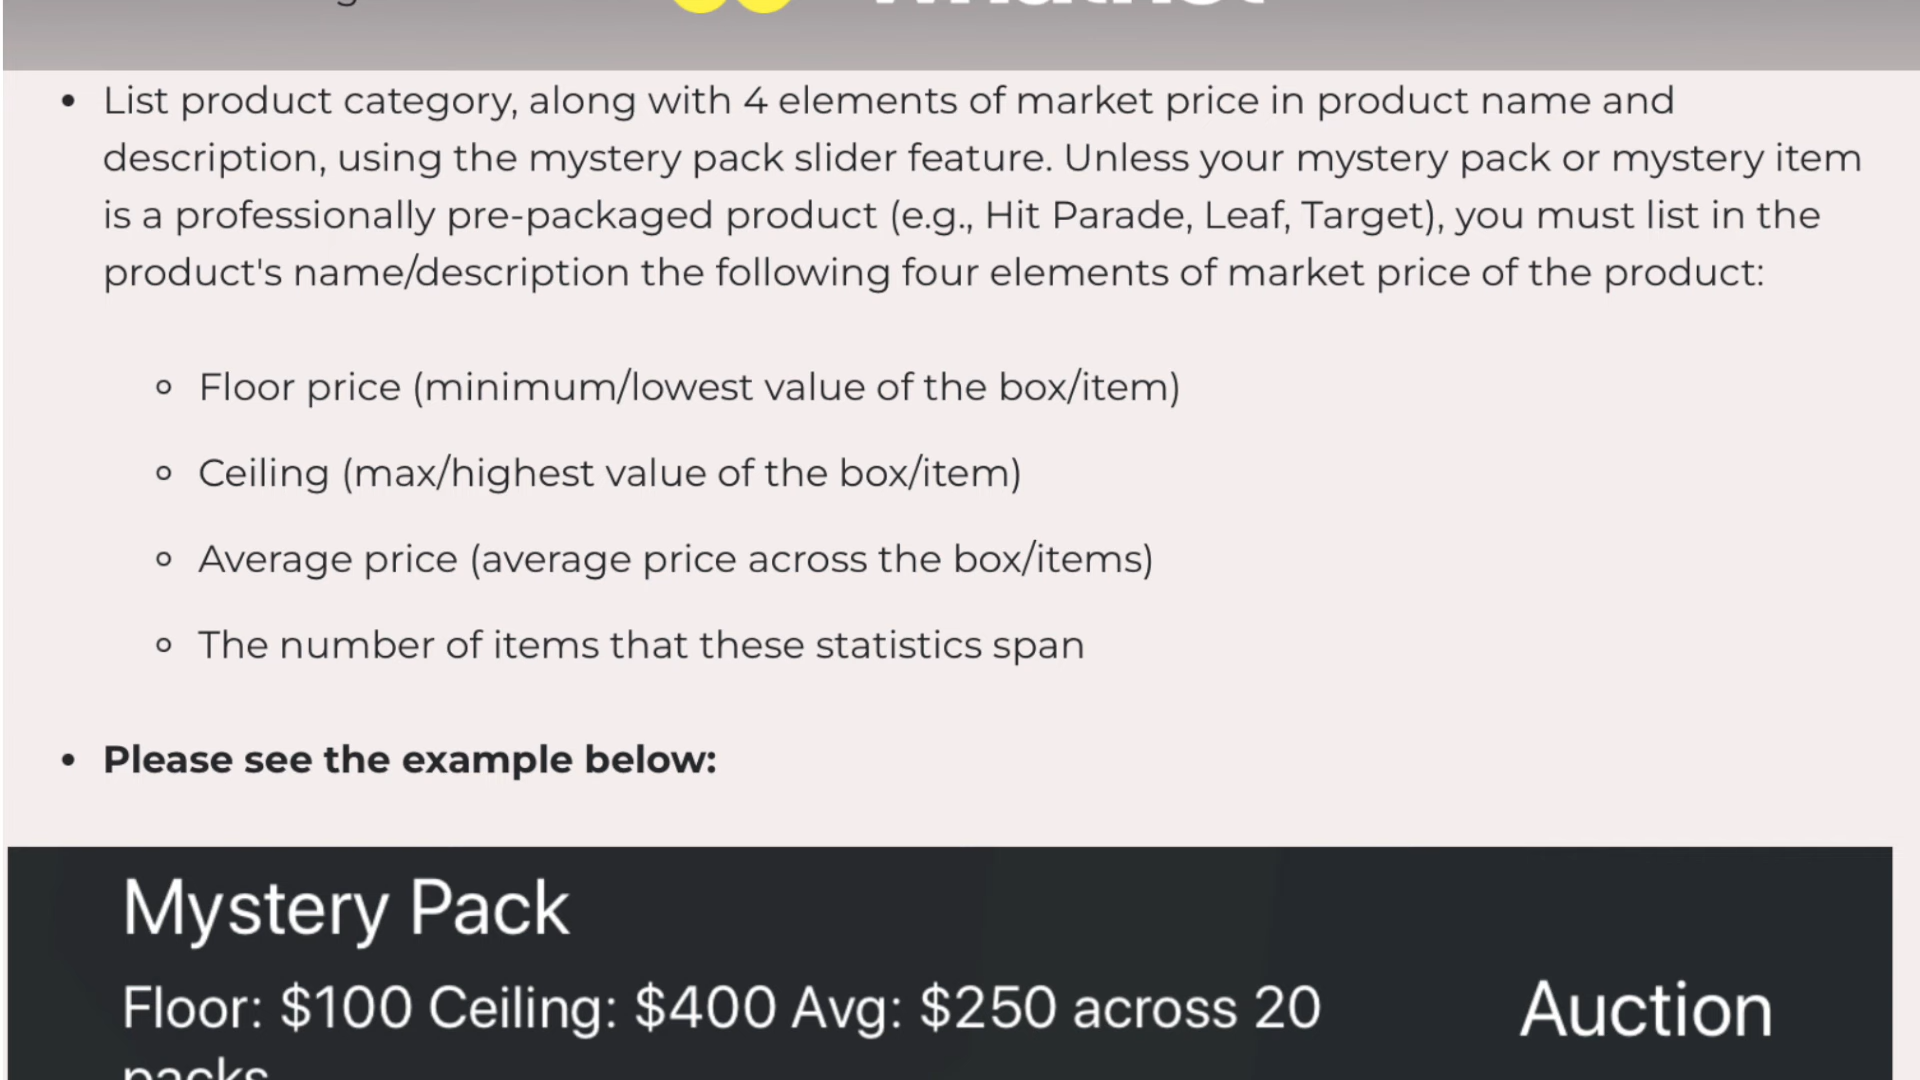 • List product category, along with 4 elements of market price in product name and
description, using the mystery pack slider feature. Unless your mystery pack or mystery item
is a professionally pre-packaged product (e.g., Hit Parade, Leaf, Target), you must list in the
product's name/description the following four elements of market price of the product:
◦ Floor price (minimum/lowest value of the box/item)
◦ Ceiling (max/highest value of the box/item)
◦ Average price (average price across the box/items)
◦ The number of items that these statistics span
• Please see the example below:
Mystery Pack
Floor: $100 Ceiling: $400 Avg: $250 across 20
packs
Auction